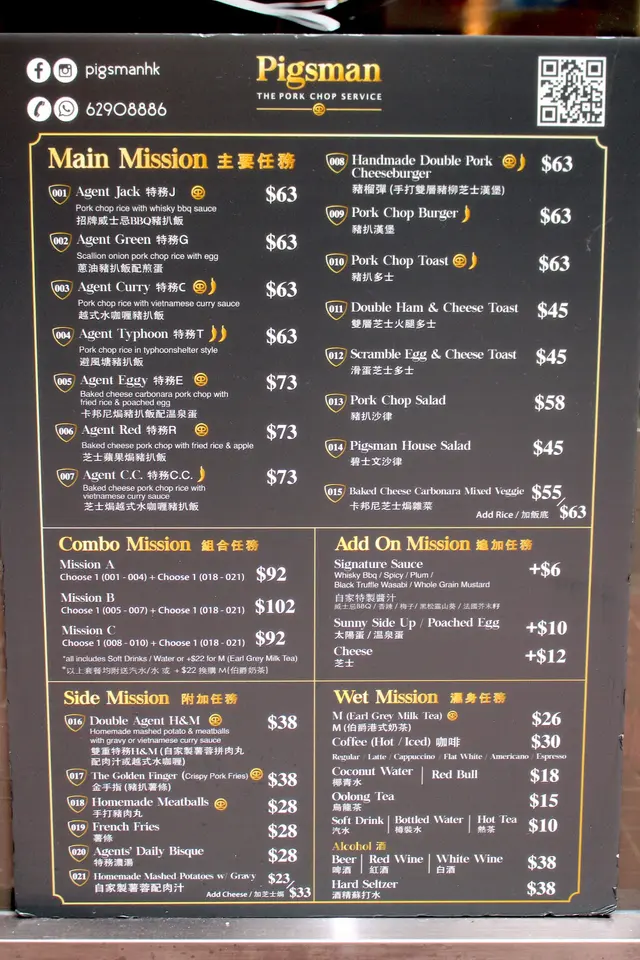 pigsmanhk
62908886
Pigsman
THE PORK CHOP SERVICE
Main Mission 主要任務
001 Agent Jack 特務J $63
Pork chop rice with whisky bbq sauce
招牌威士忌BBQ豬扒飯
002 Agent Green 特務G $63
Scallion onion pork chop rice with egg
蔥油豬扒飯配煎蛋
003 Agent Curry 特務C $63
Pork chop rice with vietnamese curry sauce
越式水咖喱豬扒飯
004 Agent Typhoon 特務T $63
Pork chop rice in typhoonshelter style
避風塘豬扒飯
005 Agent Eggy 特務E $73
Baked cheese carbonara pork chop with
fried rice & poached egg
卡邦尼焗豬扒飯配溫泉蛋
006 Agent Red 特務R $73
Baked cheese pork chop with fried rice & apple
芝士蘋果焗豬扒飯
007 Agent C.C. 特務C.C. $73
Baked cheese pork chop rice with
vietnamese curry sauce
芝士焗越式水咖喱豬扒飯
008 Handmade Double Pork
Cheeseburger $63
豬榴彈 (手打雙層豬柳芝士漢堡)
009 Pork Chop Burger $63
豬扒漢堡
010 Pork Chop Toast $63
豬扒多士
011 Double Ham & Cheese Toast $45
雙層芝士火腿多士
012 Scramble Egg & Cheese Toast $45
滑蛋芝士多士
013 Pork Chop Salad $58
豬扒沙律
014 Pigsman House Salad $45
碧士文沙律
015 Baked Cheese Carbonara Mixed Veggie $55
卡邦尼芝士焗雜菜
Add Rice / 加飯底 $63
Combo Mission 組合任務
Mission A
Choose 1 (001 - 004) + Choose 1 (018 - 021) $92
Mission B
Choose 1 (005 - 007) + Choose 1 (018 - 021) $102
Mission C
Choose 1 (008 - 010) + Choose 1 (018 - 021) $92
*all includes Soft Drinks / Water or +$22 for M (Earl Grey Milk Tea)
*以上套餐均附送汽水/水 或 + $22 換購 M(伯爵奶茶)
Add On Mission 追加任務
Signature Sauce +$6
Whisky Bbq / Spicy / Plum /
Black Truffle Wasabi / Whole Grain Mustard
自家特製醬汁
威士忌BBQ / 香辣 / 梅子/ 黑松露山葵 / 法國芥末籽
Sunny Side Up / Poached Egg +$10
太陽蛋 / 溫泉蛋
Cheese +$12
芝士
Side Mission 附加任務
016 Double Agent H&M $38
Homemade mashed potato & meatballs
with gravy or vietnamese curry sauce
雙重特務H&M (自家製薯蓉拼肉丸
配肉汁或越式水咖喱)
017 The Golden Finger (Crispy Pork Fries) $38
金手指 (豬扒薯條)
018 Homemade Meatballs $28
手打豬肉丸
019 French Fries $28
薯條
020 Agents' Daily Bisque $28
特務濃湯
021 Homemade Mashed Potatoes w/ Gravy $23
自家製薯蓉配肉汁 Add Cheese / 加芝士焗 $33
Wet Mission 濕身任務
M (Earl Grey Milk Tea) $26
M (伯爵港式奶茶)
Coffee (Hot / Iced) 咖啡 $30
Regular / Latte / Cappuccino / Flat White / Americano / Espresso
Coconut Water | Red Bull $18
椰青水
Oolong Tea $15
烏龍茶
Soft Drink | Bottled Water | Hot Tea $10
汽水 樽裝水 熱茶
Alcohol 酒
Beer | Red Wine | White Wine $38
啤酒 紅酒 白酒
Hard Seltzer $38
酒精蘇打水